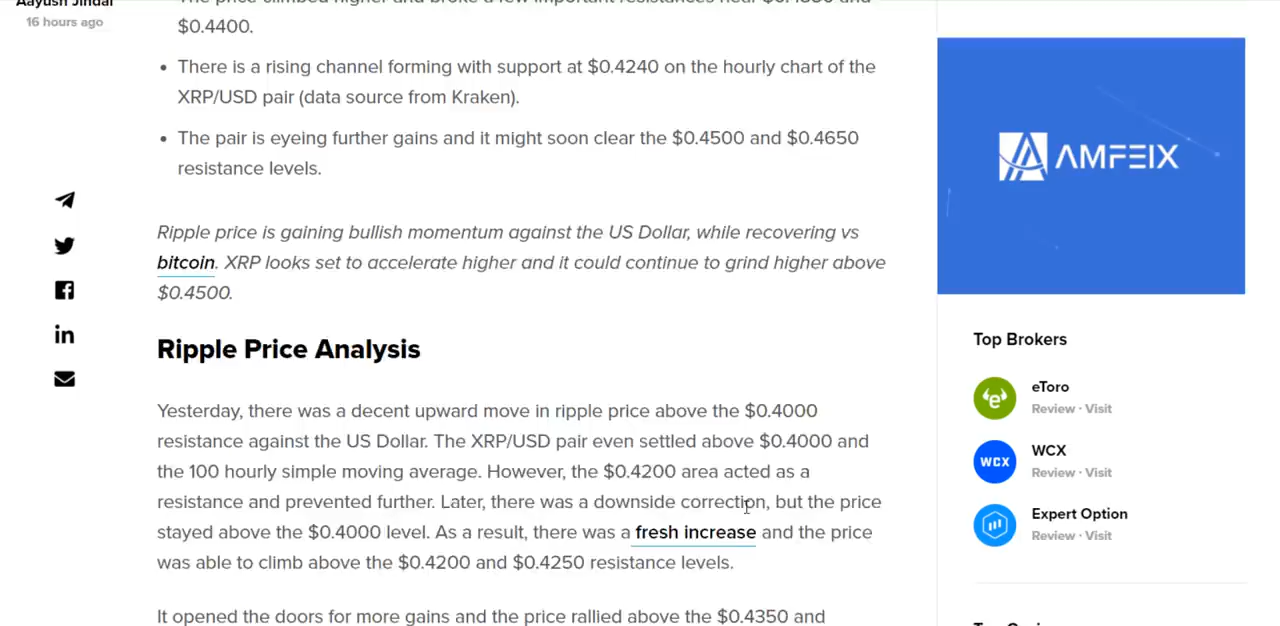 Aayush Jindal
16 hours ago
$0.4400.
There is a rising channel forming with support at $0.4240 on the hourly chart of the
XRP/USD pair (data source from Kraken).
The pair is eyeing further gains and it might soon clear the $0.4500 and $0.4650
resistance levels.
Ripple price is gaining bullish momentum against the US Dollar, while recovering vs
bitcoin. XRP looks set to accelerate higher and it could continue to grind higher above
$0.4500.
Ripple Price Analysis
Yesterday, there was a decent upward move in ripple price above the $0.4000
resistance against the US Dollar. The XRP/USD pair even settled above $0.4000 and
the 100 hourly simple moving average. However, the $0.4200 area acted as a
resistance and prevented further. Later, there was a downside correction, but the price
stayed above the $0.4000 level. As a result, there was a fresh increase and the price
was able to climb above the $0.4200 and $0.4250 resistance levels.
It opened the doors for more gains and the price rallied above the $0.4350 and
AMFEIX
Top Brokers
eToro
Review · Visit
WCX
WCX
Review · Visit
Expert Option
Review · Visit